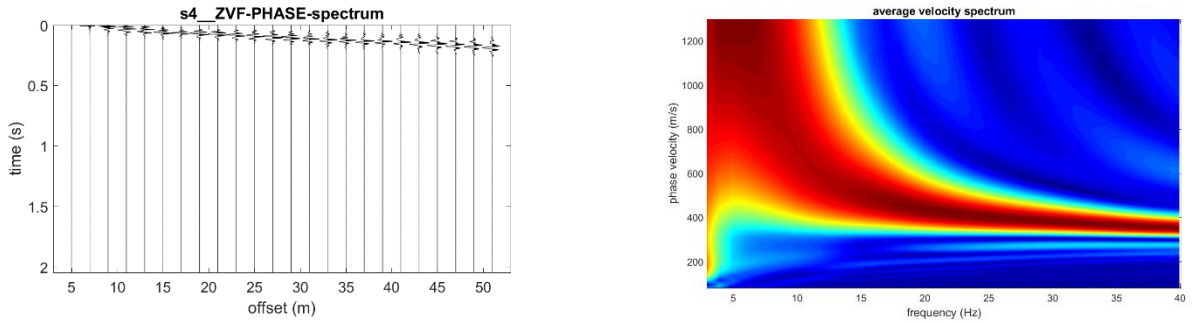 s4__ZVF-PHASE-spectrum
0
0.5
1
1.5
2
time (s)
5 10 15 20 25 30 35 40 45 50
offset (m)
average velocity spectrum
1200
1000
800
600
400
200
phase velocity (m/s)
5 10 15 20 25 30 35 40
frequency (Hz)